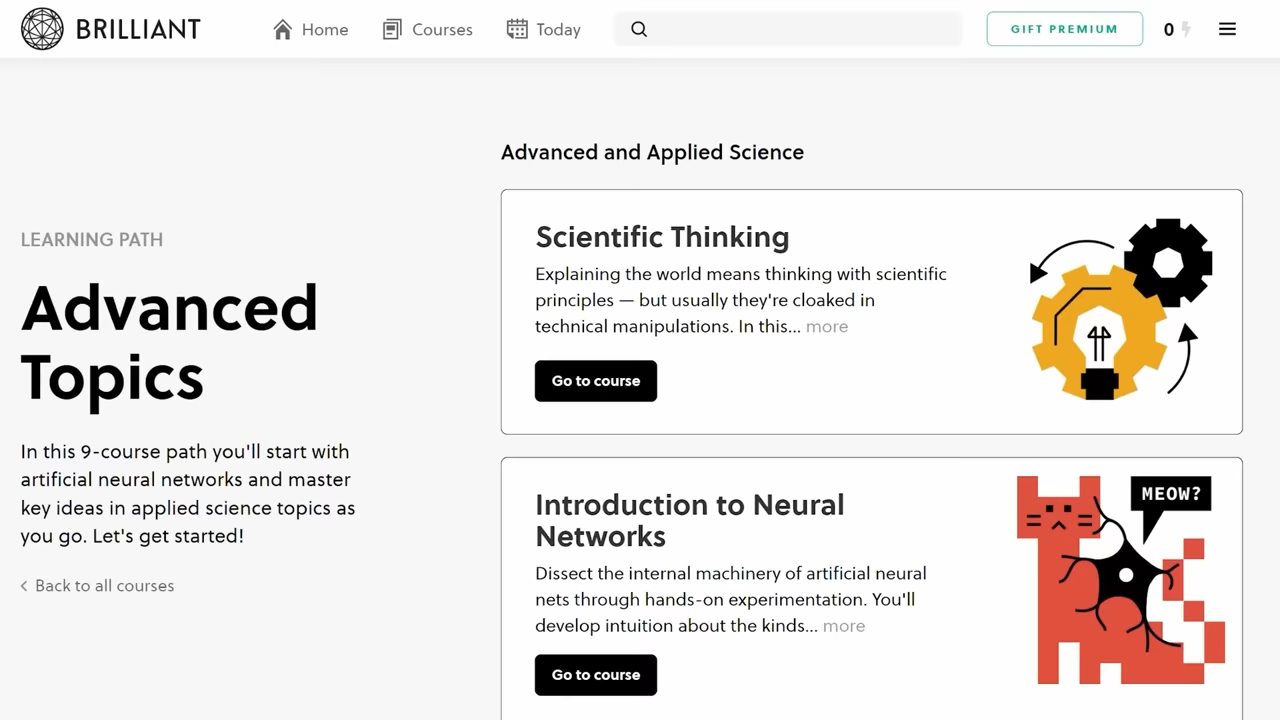 BRILLIANT
Home
Courses
Today
GIFT PREMIUM
0
LEARNING PATH
Advanced
Topics
In this 9-course path you'll start with
artificial neural networks and master
key ideas in applied science topics as
you go. Let's get started!
Back to all courses
Advanced and Applied Science
Scientific Thinking
Explaining the world means thinking with scientific
principles — but usually they're cloaked in
technical manipulations. In this... more
Go to course
Introduction to Neural
Networks
Dissect the internal machinery of artificial neural
nets through hands-on experimentation. You'll
develop intuition about the kinds... more
Go to course
MEOW?